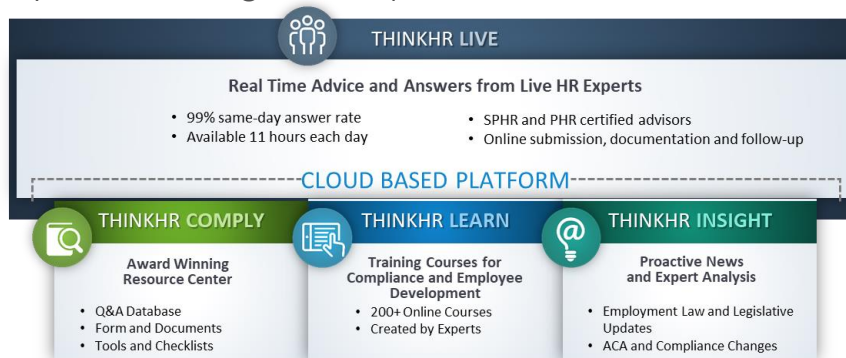 THINKHR LIVE
Real Time Advice and Answers from Live HR Experts
• 99% same-day answer rate
• Available 11 hours each day
• SPHR and PHR certified advisors
• Online submission, documentation and follow-up
CLOUD BASED PLATFORM
THINKHR COMPLY
Award Winning
Resource Center
• Q&A Database
• Form and Documents
• Tools and Checklists
THINKHR LEARN
Training Courses for
Compliance and Employee
Development
• 200+ Online Courses
• Created by Experts
THINKHR INSIGHT
Proactive News
and Expert Analysis
• Employment Law and Legislative
Updates
• ACA and Compliance Changes